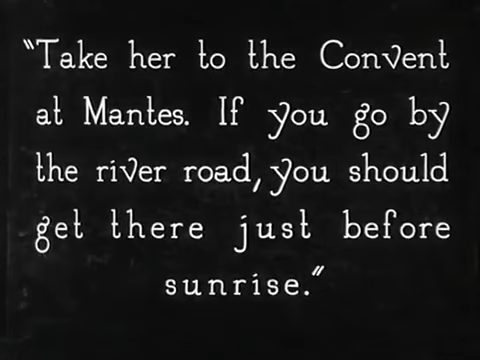 "Take her to the Convent
at Mantes. If you go by
the river road, you should
get there just before
sunrise."